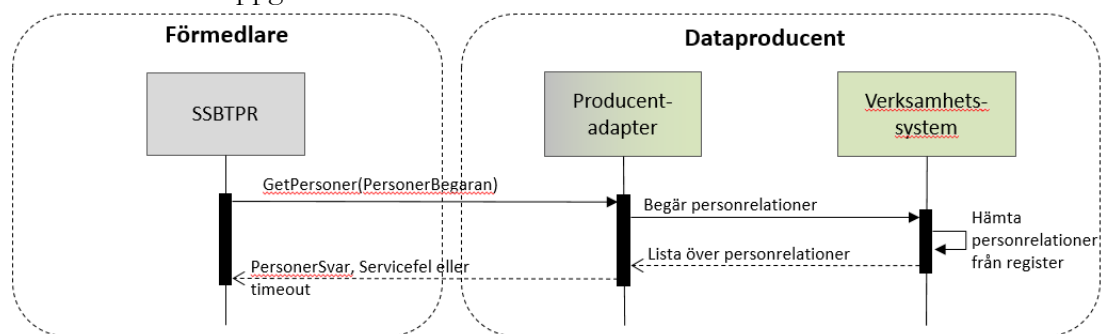 Förmedlare
Dataproducent
SSBTPR
Producent-
adapter
Verksamhets-
system
GetPersoner(PersonerBegaran)
Begär personrelationer
Hämta
personrelationer
från register
Lista över personrelationer
PersonerSvar, Servicefel eller
timeout